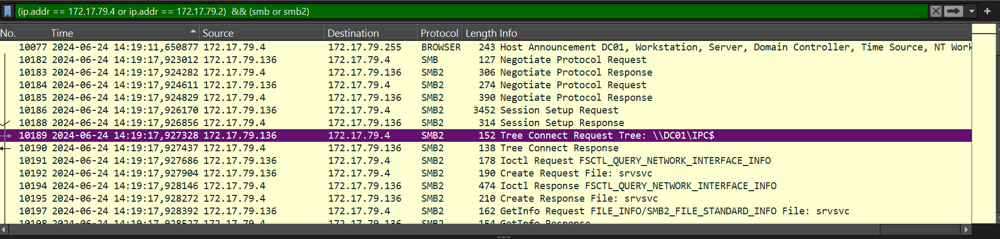 (ip.addr == 172.17.79.4 or ip.addr == 172.17.79.2)  && (smb or smb2)
No. Time Source Destination Protocol Length Info
10077 2024-06-24 14:19:11,650877 172.17.79.4 172.17.79.255 BROWSER 243 Host Announcement DC01, Workstation, Server, Domain Controller, Time Source, NT Work
10182 2024-06-24 14:19:17,923012 172.17.79.136 172.17.79.4 SMB 127 Negotiate Protocol Request
10183 2024-06-24 14:19:17,924282 172.17.79.4 172.17.79.136 SMB2 306 Negotiate Protocol Response
10184 2024-06-24 14:19:17,924611 172.17.79.136 172.17.79.4 SMB2 274 Negotiate Protocol Request
10185 2024-06-24 14:19:17,924829 172.17.79.4 172.17.79.136 SMB2 390 Negotiate Protocol Response
10186 2024-06-24 14:19:17,926170 172.17.79.136 172.17.79.4 SMB2 3452 Session Setup Request
10188 2024-06-24 14:19:17,926856 172.17.79.4 172.17.79.136 SMB2 314 Session Setup Response
10189 2024-06-24 14:19:17,927328 172.17.79.136 172.17.79.4 SMB2 152 Tree Connect Request Tree: \\DC01\IPC$
10190 2024-06-24 14:19:17,927437 172.17.79.4 172.17.79.136 SMB2 138 Tree Connect Response
10191 2024-06-24 14:19:17,927686 172.17.79.136 172.17.79.4 SMB2 178 Ioctl Request FSCTL_QUERY_NETWORK_INTERFACE_INFO
10192 2024-06-24 14:19:17,927904 172.17.79.136 172.17.79.4 SMB2 190 Create Request File: srvsvc
10194 2024-06-24 14:19:17,928146 172.17.79.4 172.17.79.136 SMB2 474 Ioctl Response FSCTL_QUERY_NETWORK_INTERFACE_INFO
10195 2024-06-24 14:19:17,928272 172.17.79.4 172.17.79.136 SMB2 210 Create Response File: srvsvc
10197 2024-06-24 14:19:17,928392 172.17.79.136 172.17.79.4 SMB2 162 GetInfo Request FILE_INFO/SMB2_FILE_STANDARD_INFO File: srvsvc
10198 2024-06-24 14:19:17,928527 172.17.79.4 172.17.79.136 SMB2 154 GetInfo Response